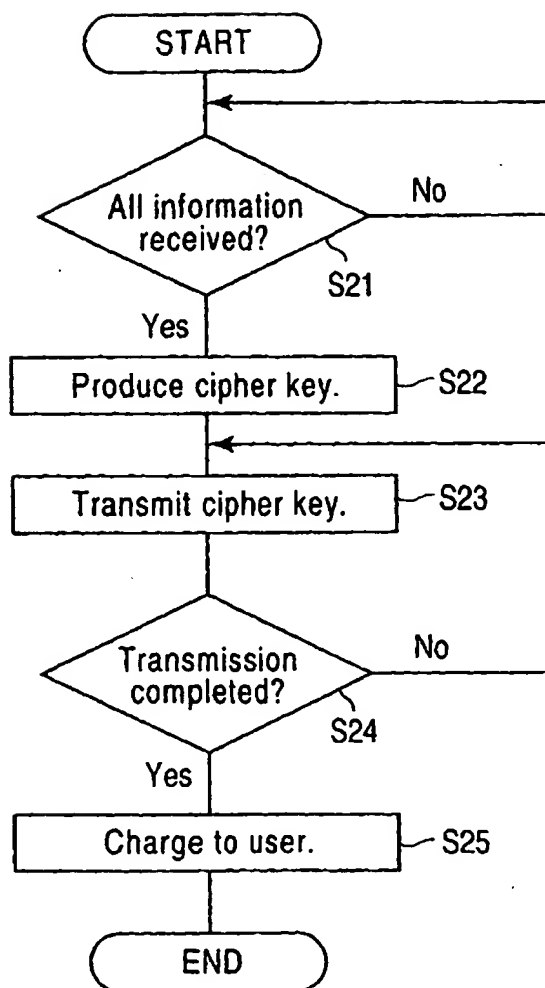 START
All information
received?
No
S21
Yes
Produce cipher key.
S22
Transmit cipher key.
S23
Transmission
completed?
No
S24
Yes
Charge to user.
S25
END